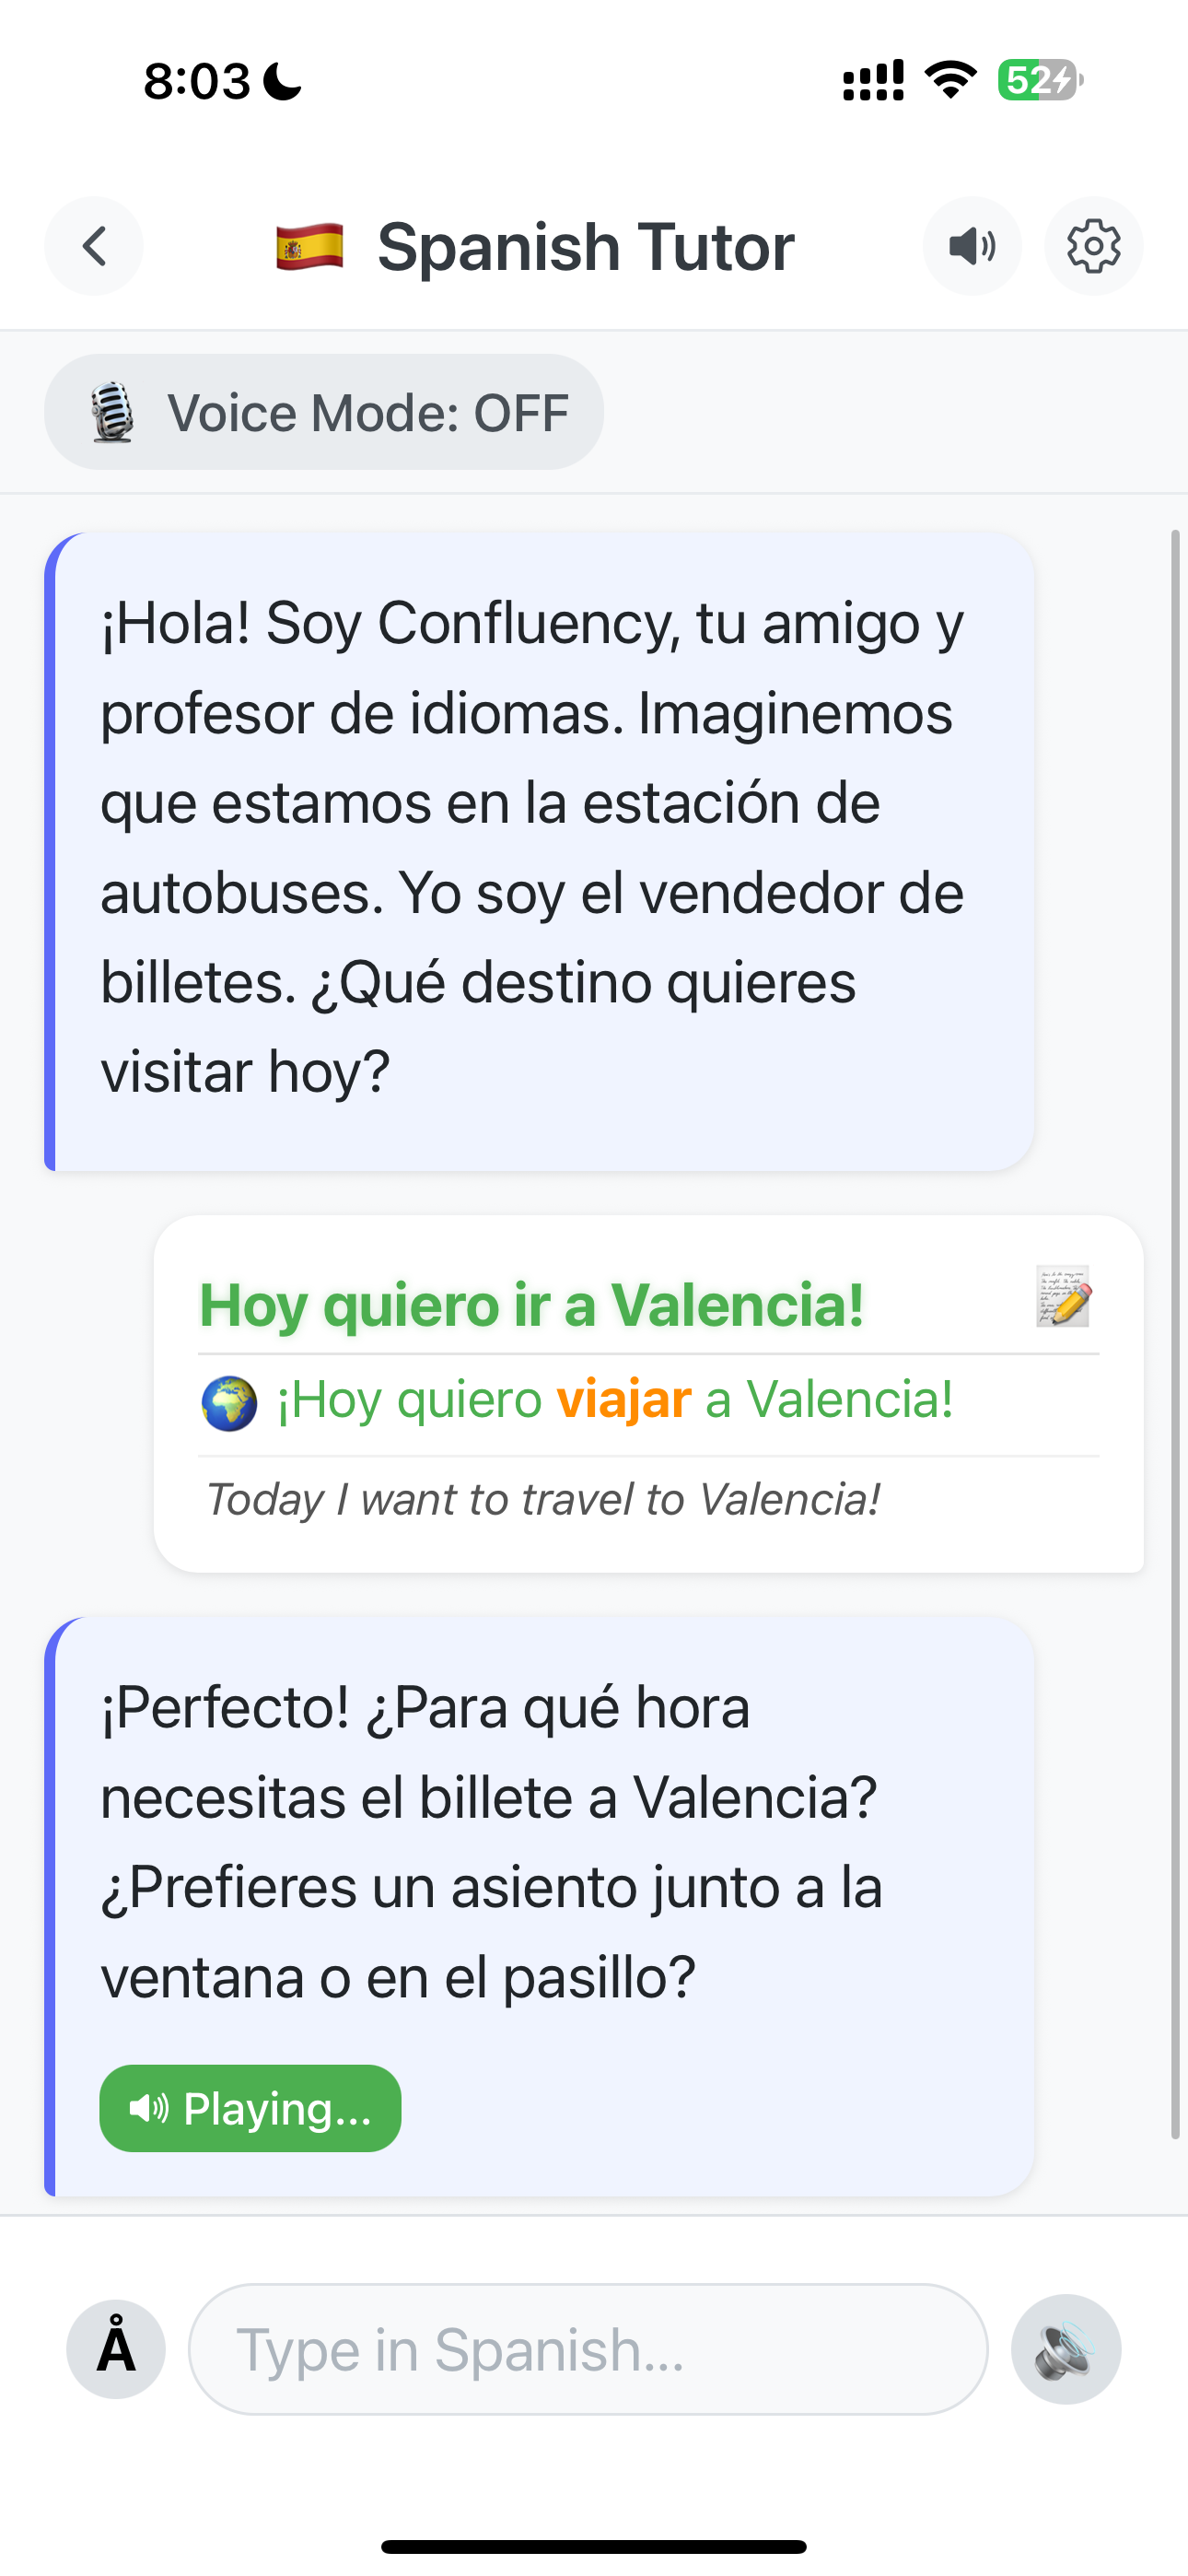 8:03
52
Spanish Tutor
Voice Mode: OFF
¡Hola! Soy Confluency, tu amigo y
profesor de idiomas. Imaginemos
que estamos en la estación de
autobuses. Yo soy el vendedor de
billetes. ¿Qué destino quieres
visitar hoy?
Hoy quiero ir a Valencia!
¡Hoy quiero viajar a Valencia!
Today I want to travel to Valencia!
¡Perfecto! ¿Para qué hora
necesitas el billete a Valencia?
¿Prefieres un asiento junto a la
ventana o en el pasillo?
Playing...
Å
Type in Spanish...